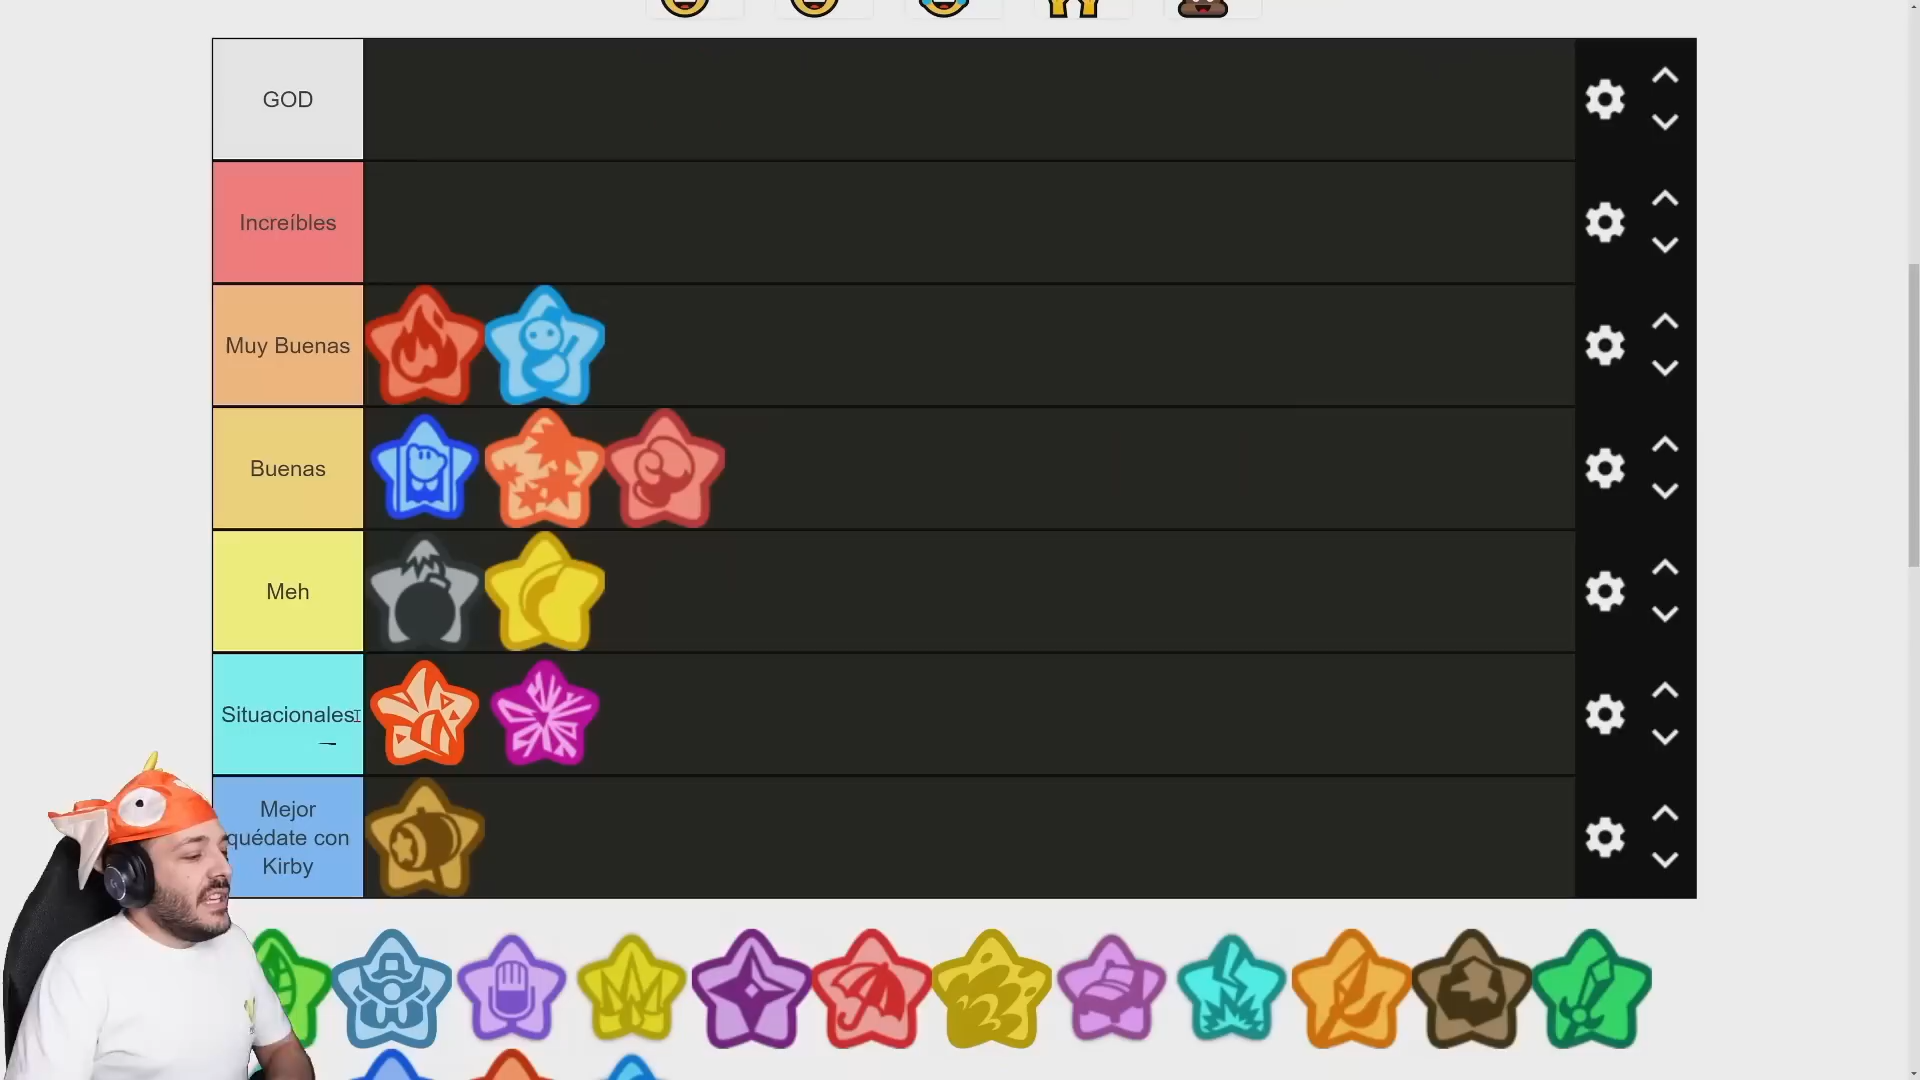 GOD
Increíbles
Muy Buenas
Buenas
Meh
Situacionales
Mejor
quédate con
Kirby